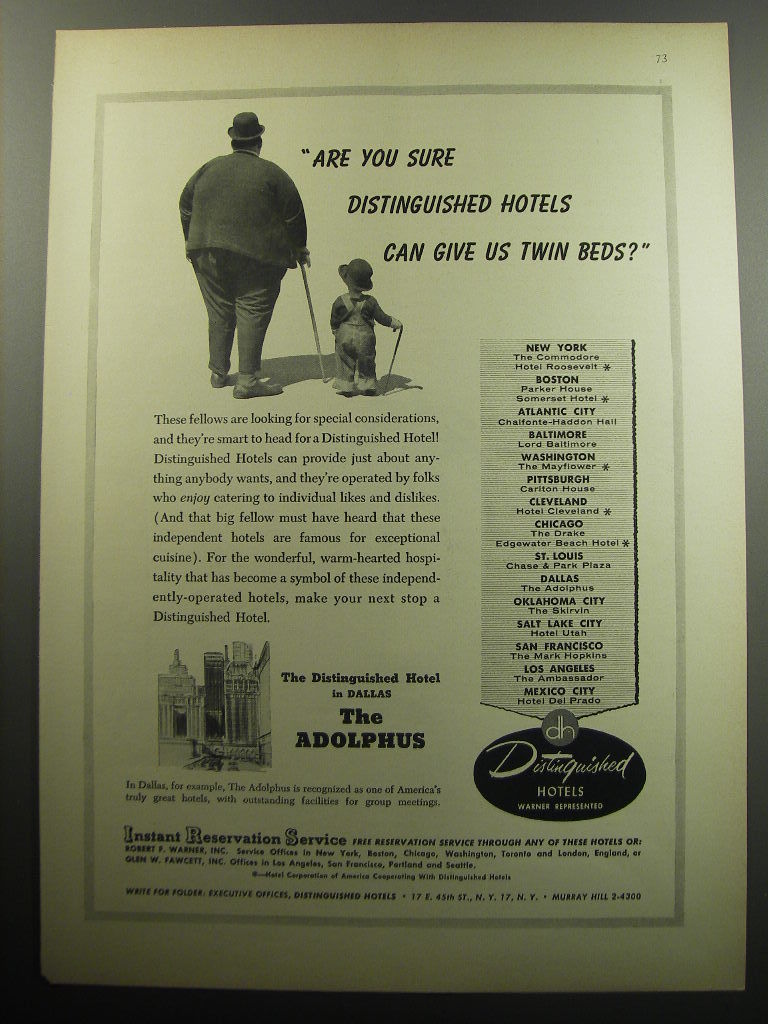 73
"ARE YOU SURE
DISTINGUISHED HOTELS
CAN GIVE US TWIN BEDS?"
These fellows are looking for special considerations,
and they're smart to head for a Distinguished Hotel!
Distinguished Hotels can provide just about any-
thing anybody wants, and they're operated by folks
who enjoy catering to individual likes and dislikes.
(And that big fellow must have heard that these
independent hotels are famous for exceptional
cuisine). For the wonderful, warm-hearted hospi-
tality that has become a symbol of these independ-
ently-operated hotels, make your next stop a
Distinguished Hotel.
The Distinguished Hotel
in DALLAS
The
ADOLPHUS
In Dallas, for example, The Adolphus is recognized as one of America's
truly great hotels, with outstanding facilities for group meetings.
NEW YORK
The Commodore
Hotel Roosevelt *
BOSTON
Parker House
Somerset Hotel *
ATLANTIC CITY
Chalfonte-Haddon Hall
BALTIMORE
Lord Baltimore
WASHINGTON
The Mayflower *
PITTSBURGH
Carlton House
CLEVELAND
Hotel Cleveland *
CHICAGO
The Drake
Edgewater Beach Hotel *
ST. LOUIS
Chase & Park Plaza
DALLAS
The Adolphus
OKLAHOMA CITY
The Skirvin
SALT LAKE CITY
Hotel Utah
SAN FRANCISCO
The Mark Hopkins
LOS ANGELES
The Ambassador
MEXICO CITY
Hotel Del Prado
dh
Distinguished
HOTELS
WARNER REPRESENTED
Instant Reservation Service FREE RESERVATION SERVICE THROUGH ANY OF THESE HOTELS OR:
ROBERT F. WARNER, INC. Service Offices in New York, Boston, Chicago, Washington, Toronto and London, England, or
GLEN W. FAWCETT, INC. Offices in Los Angeles, San Francisco, Portland and Seattle.
*—Hotel Corporation of America Cooperating With Distinguished Hotels
WRITE FOR FOLDER: EXECUTIVE OFFICES, DISTINGUISHED HOTELS • 17 E. 45th ST., N. Y. 17, N. Y. • MURRAY HILL 2-4300